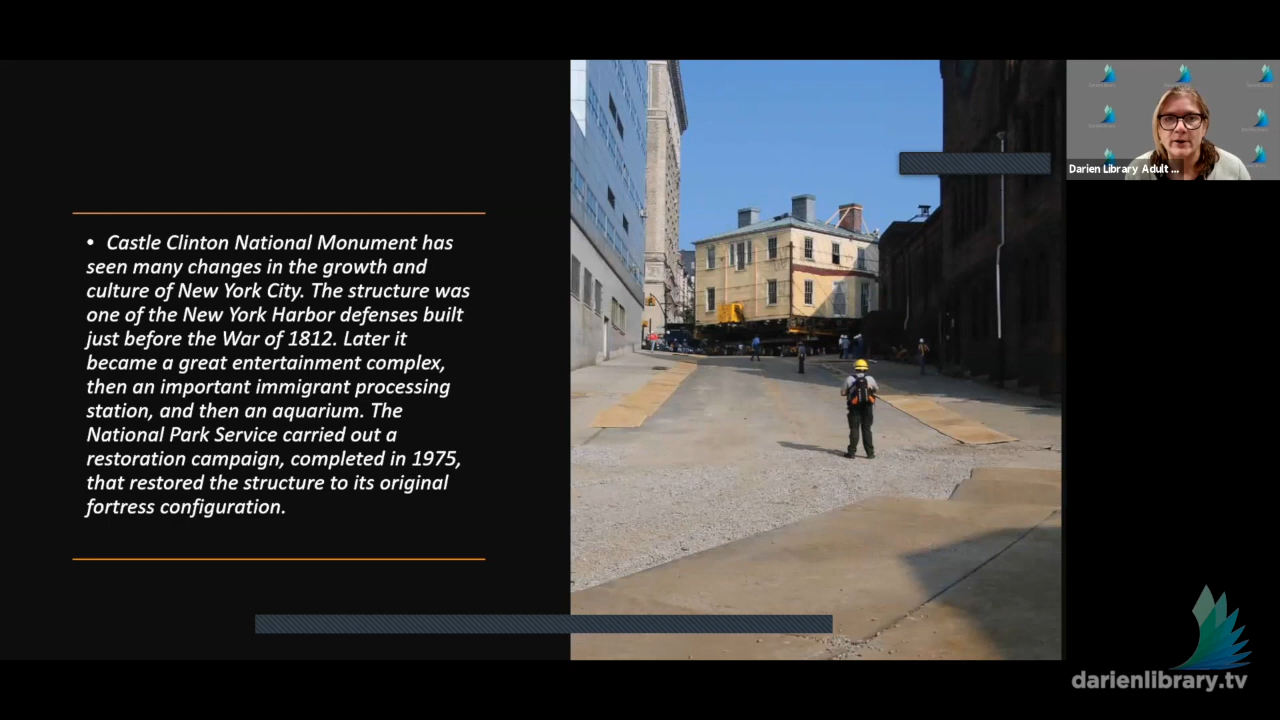 • Castle Clinton National Monument has
seen many changes in the growth and
culture of New York City. The structure was
one of the New York Harbor defenses built
just before the War of 1812. Later it
became a great entertainment complex,
then an important immigrant processing
station, and then an aquarium. The
National Park Service carried out a
restoration campaign, completed in 1975,
that restored the structure to its original
fortress configuration.
Darien Library Adult ...
darienlibrary.tv